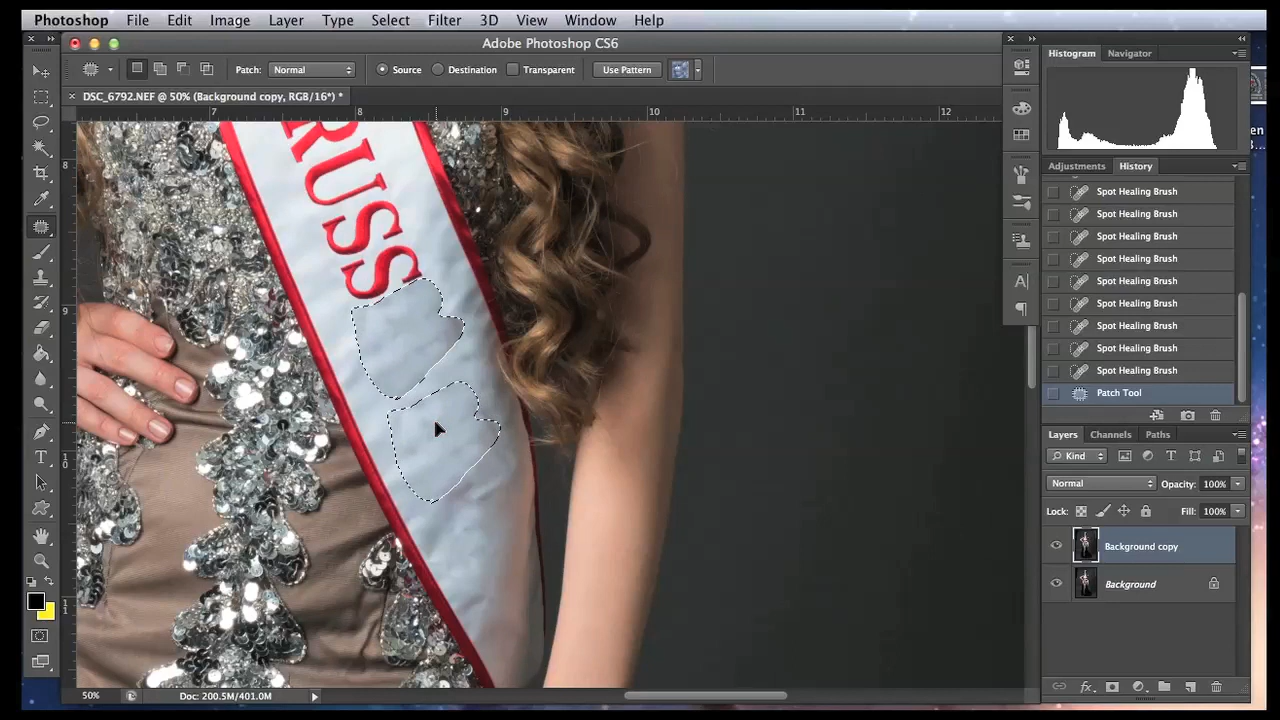 Photoshop File Edit Image Layer Type Select Filter 3D View Window Help
Adobe Photoshop CS6
Patch: Normal Source Destination Transparent Use Pattern
DSC_6792.NEF @ 50% (Background copy, RGB/16*) *
7 8 9 10 11 12
8
9
10
11
RUSS
Histogram Navigator
Adjustments History
Spot Healing Brush
Spot Healing Brush
Spot Healing Brush
Spot Healing Brush
Spot Healing Brush
Spot Healing Brush
Spot Healing Brush
Spot Healing Brush
Spot Healing Brush
Patch Tool
Layers Channels Paths
Kind
Normal Opacity: 100%
Lock: Fill: 100%
Background copy
Background
50% Doc: 200.5M/401.0M